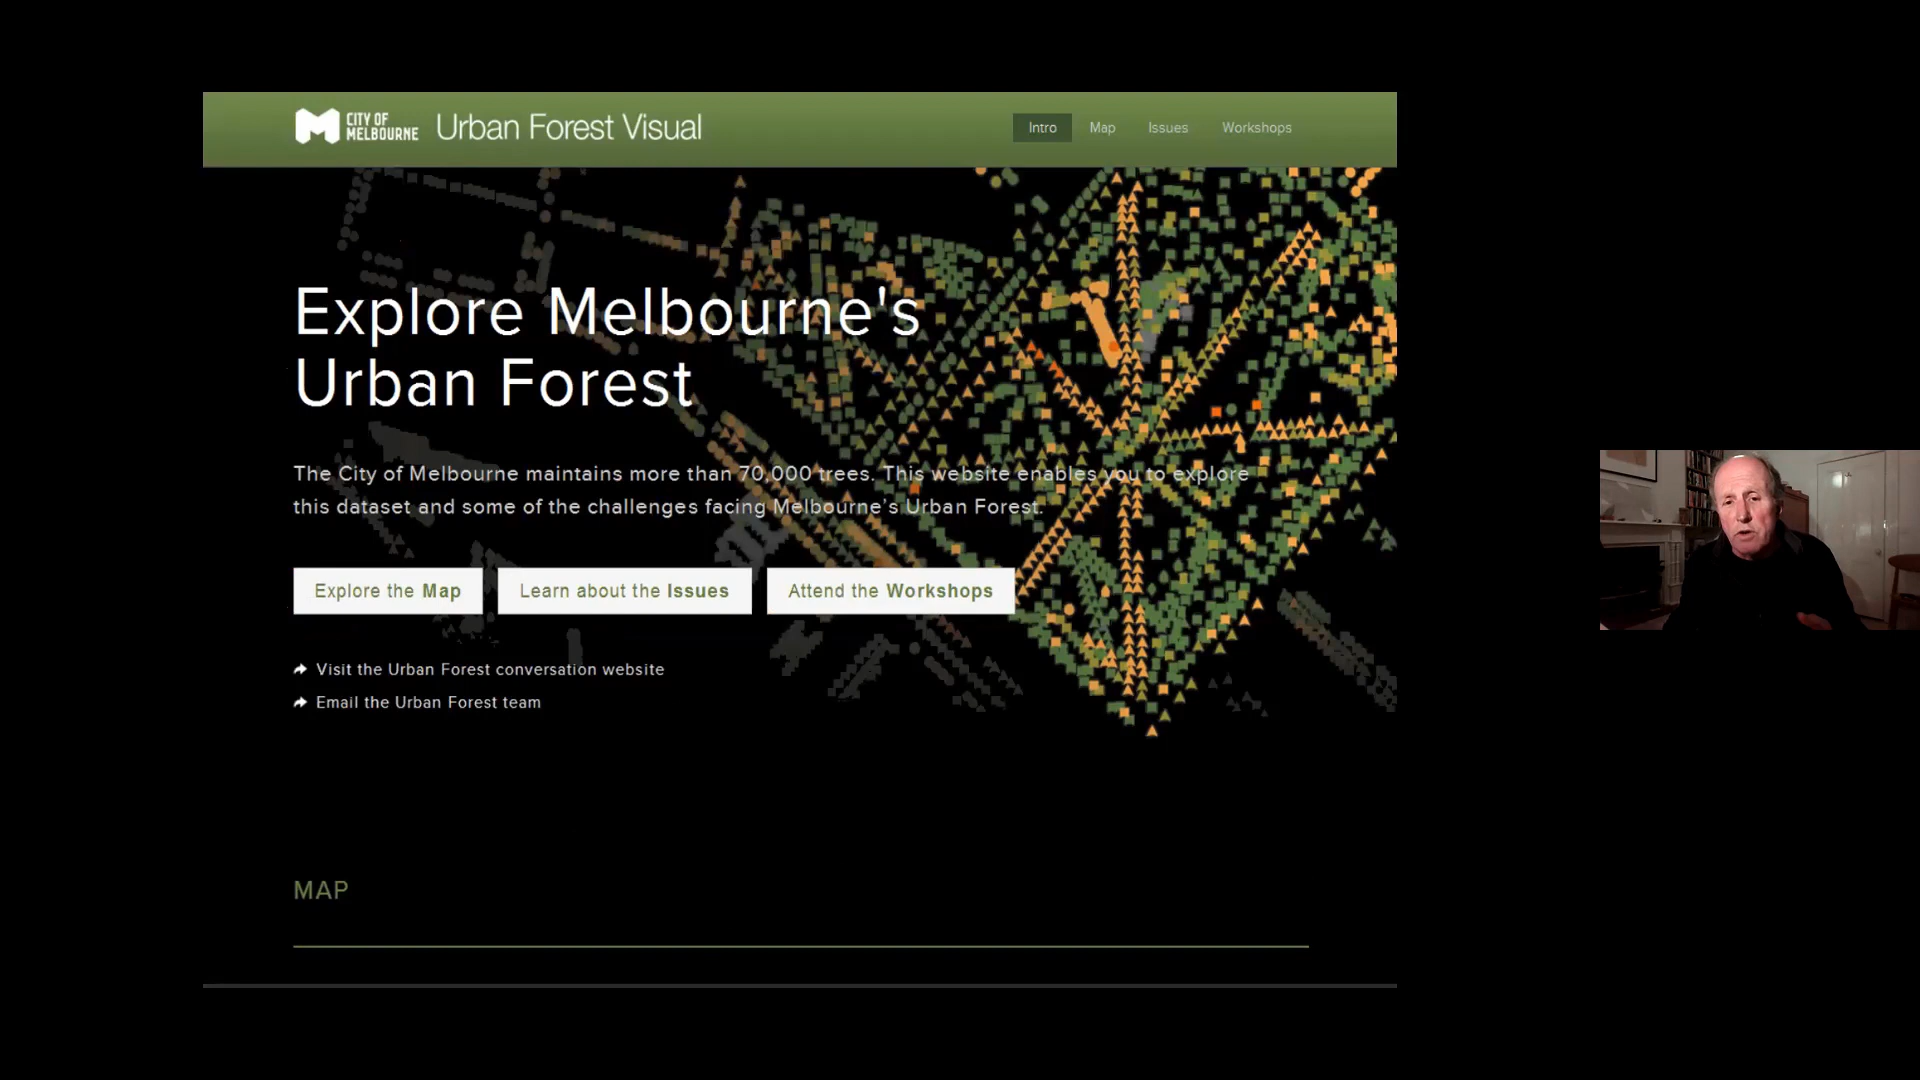 CITY OF
MELBOURNE
Urban Forest Visual
Intro Map Issues Workshops
Explore Melbourne's
Urban Forest
The City of Melbourne maintains more than 70,000 trees. This website enables you to explore
this dataset and some of the challenges facing Melbourne's Urban Forest.
Explore the Map Learn about the Issues Attend the Workshops
Visit the Urban Forest conversation website
Email the Urban Forest team
MAP